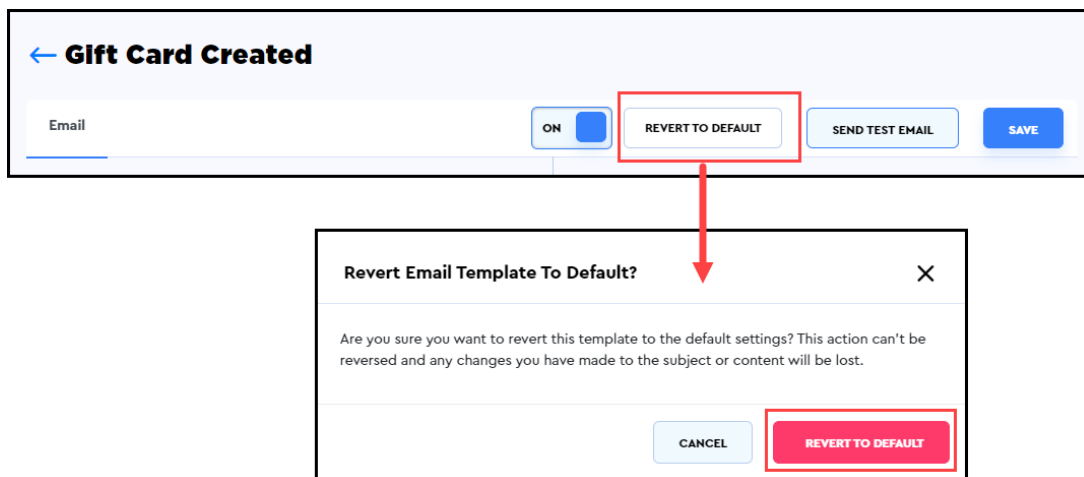 Gift Card Created
Email
ON
REVERT TO DEFAULT
SEND TEST EMAIL
SAVE
Revert Email Template To Default?
Are you sure you want to revert this template to the default settings? This action can't be
reversed and any changes you have made to the subject or content will be lost.
CANCEL
REVERT TO DEFAULT